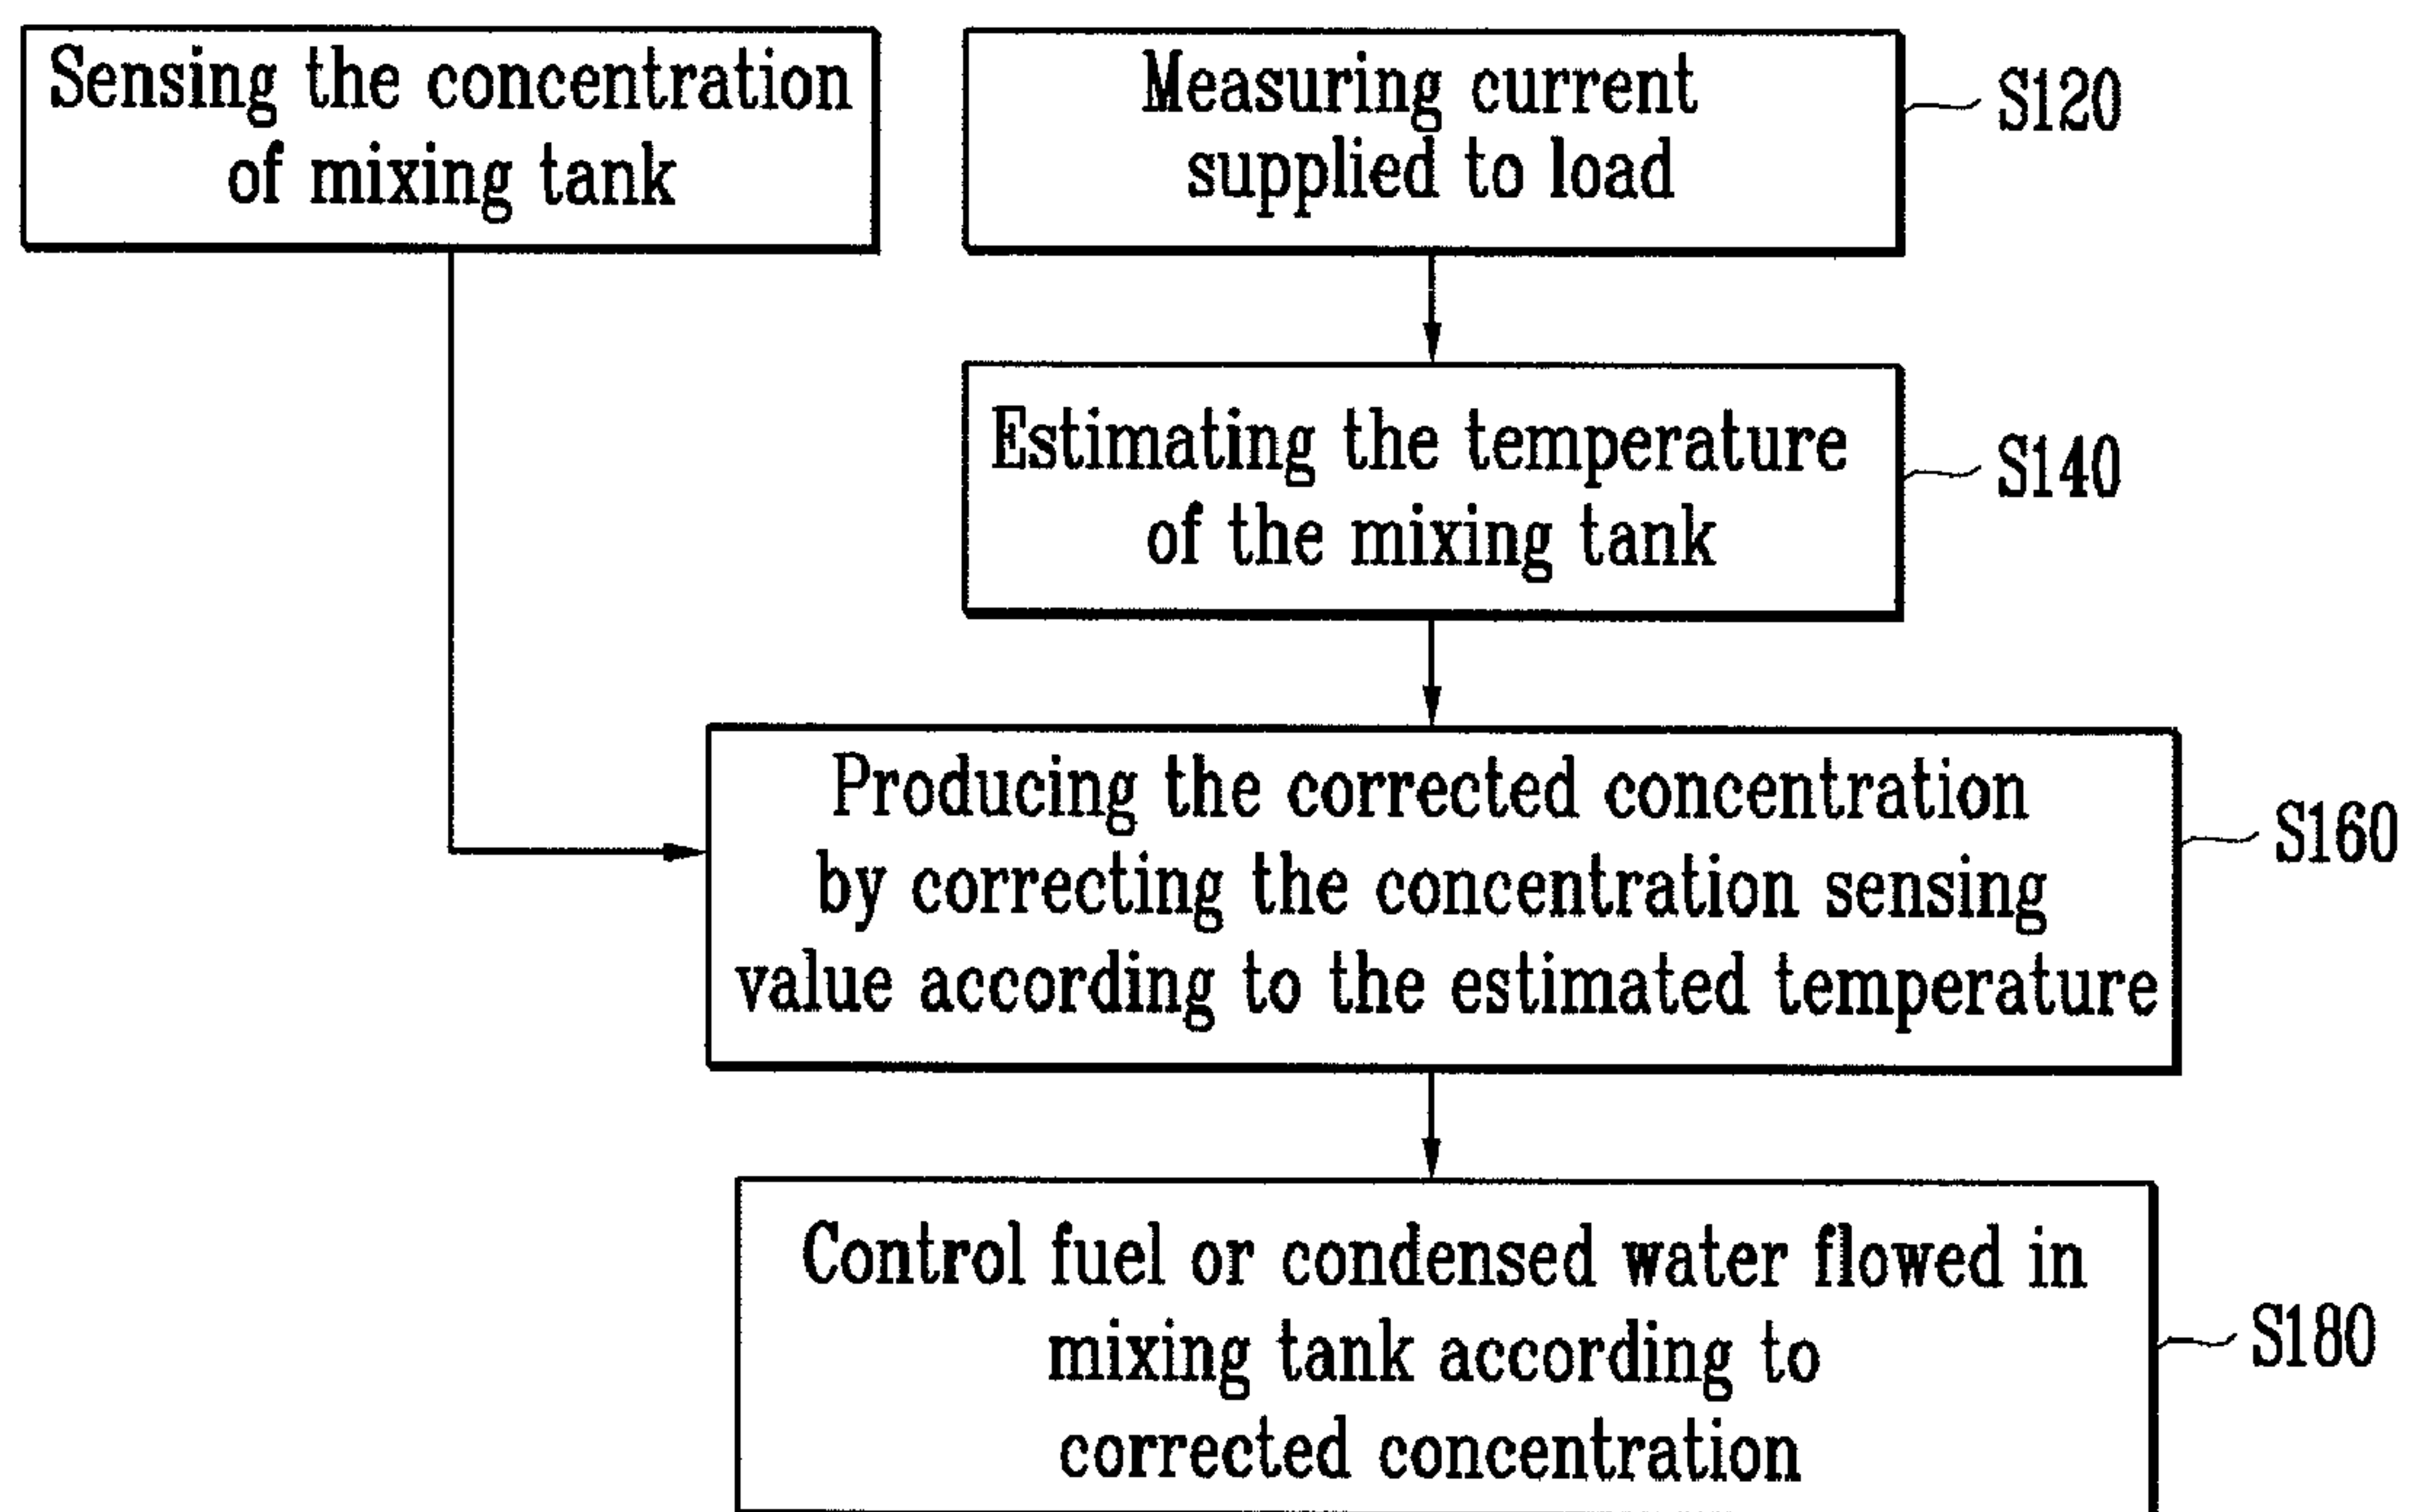 Sensing the concentration
of mixing tank
Measuring current
supplied to load
S120
Estimating the temperature
of the mixing tank
S140
Producing the corrected concentration
by correcting the concentration sensing
value according to the estimated temperature
S160
Control fuel or condensed water flowed in
mixing tank according to
corrected concentration
S180